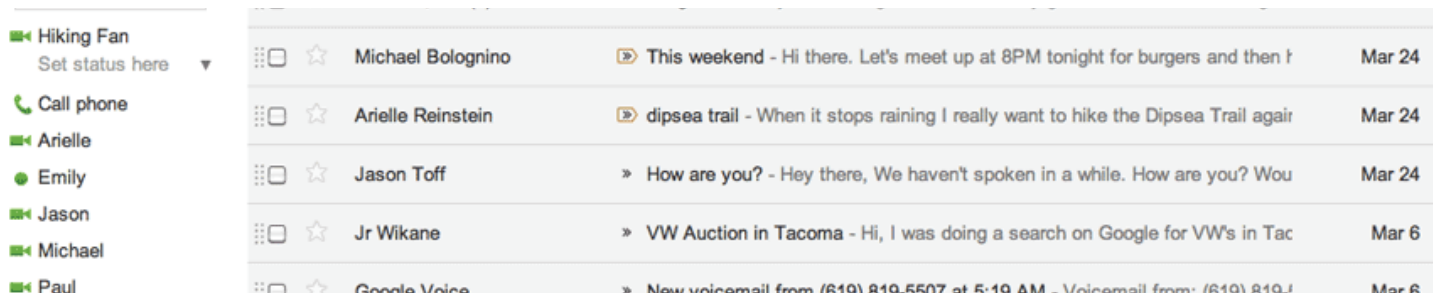 Hiking Fan
Set status here
Call phone
Arielle
Emily
Jason
Michael
Paul
Michael Bolognino » This weekend - Hi there. Let's meet up at 8PM tonight for burgers and then Mar 24
Arielle Reinstein » dipsea trail - When it stops raining I really want to hike the Dipsea Trail again Mar 24
Jason Toff » How are you? - Hey there, We haven't spoken in a while. How are you? Wou Mar 24
Jr Wikane » VW Auction in Tacoma - Hi, I was doing a search on Google for VW's in Tac Mar 6
Google Voice » New voicemail from (619) 819-5507 at 5:19 AM - Voicemail from: (619) 819- Mar 6